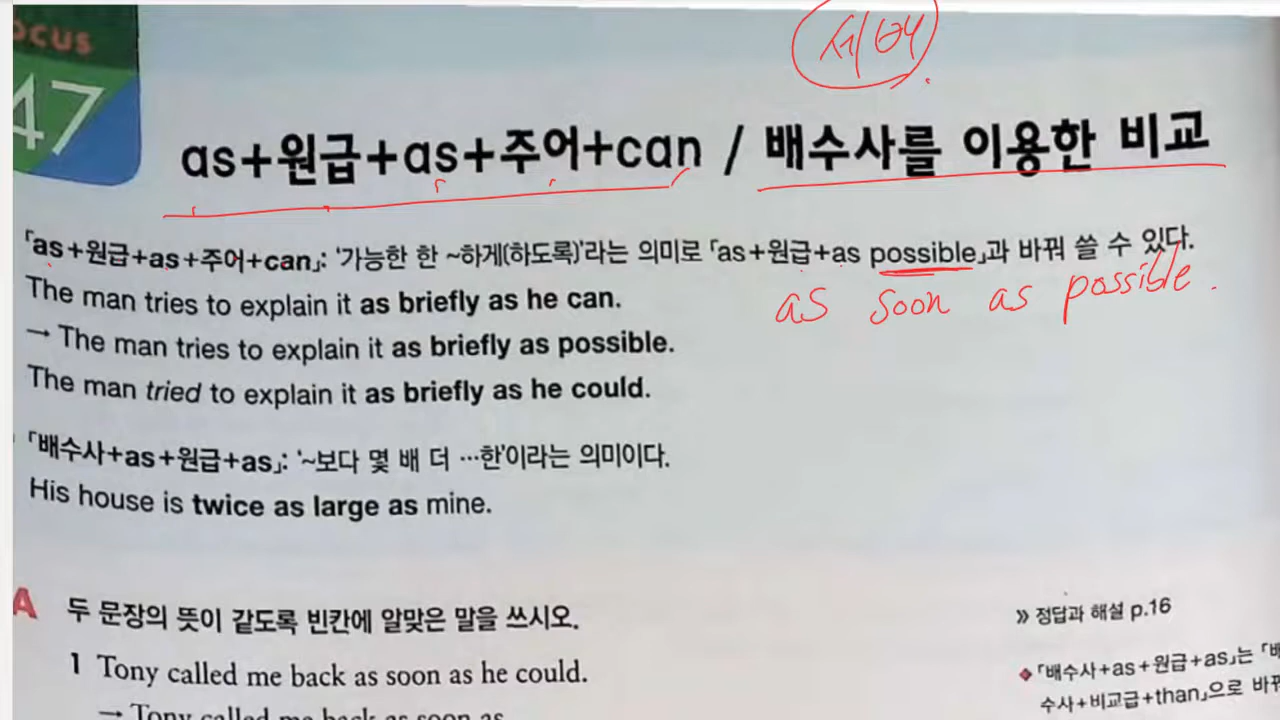 ocus
47
as+원급+as+주어+can / 배수사를 이용한 비교
「as+원급+as+주어+can」: ‘가능한 한 ~하게(하도록)’라는 의미로 「as+원급+as possible」과 바꿔 쓸 수 있다.
The man tries to explain it as briefly as he can.
as soon as possible.
→ The man tries to explain it as briefly as possible.
The man tried to explain it as briefly as he could.
「배수사+as+원급+as」: ‘~보다 몇 배 더 …한’이라는 의미이다.
His house is twice as large as mine.
A 두 문장의 뜻이 같도록 빈칸에 알맞은 말을 쓰시오.
» 정답과 해설 p.16
1 Tony called me back as soon as he could.
→ Tony called me back as soon as
◆「배수사+as+원급+as」는 「배
수사+비교급+than」으로 바꾸